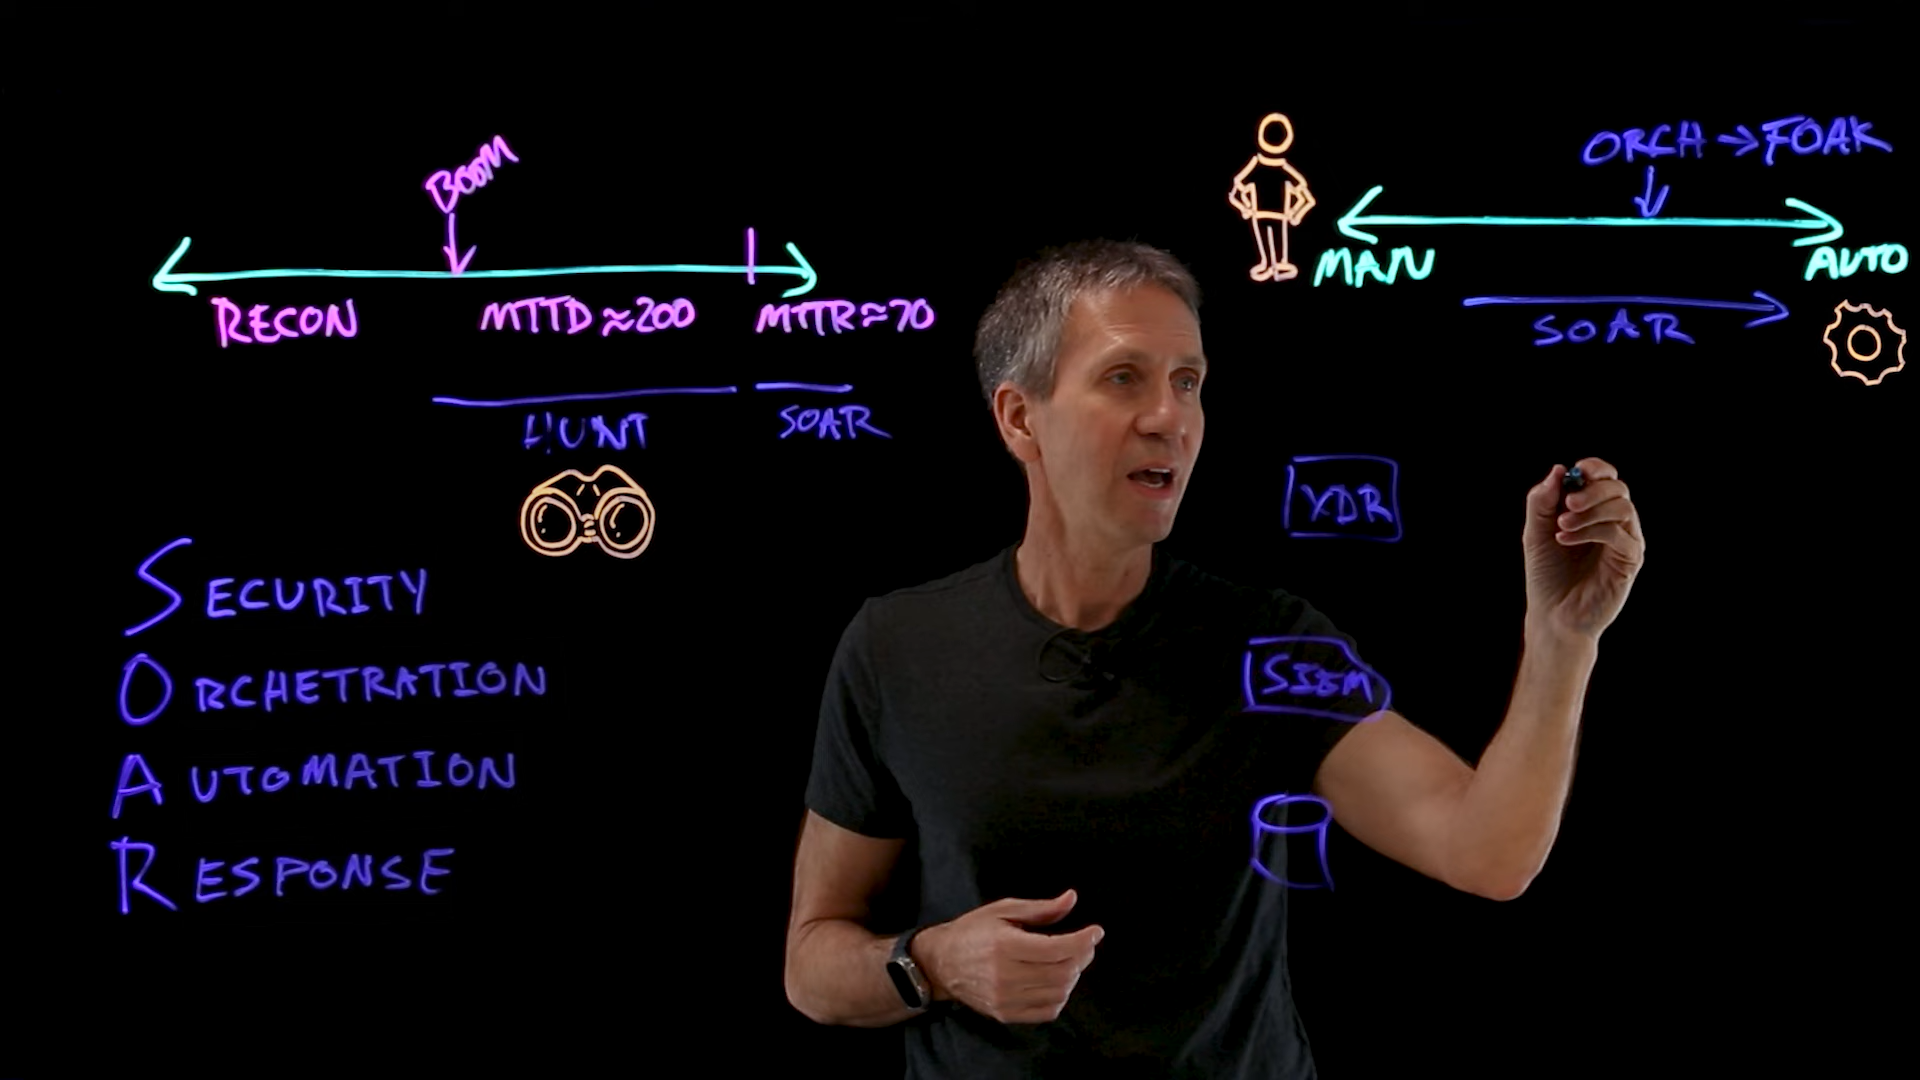 BOOM
RECON
MTTD ≈200
MTTR≈70
HUNT
SOAR
SECURITY
ORCHETRATION
AUTOMATION
RESPONSE
ORCH → FOAK
MAN
AUTO
SOAR
XDR
SIEM